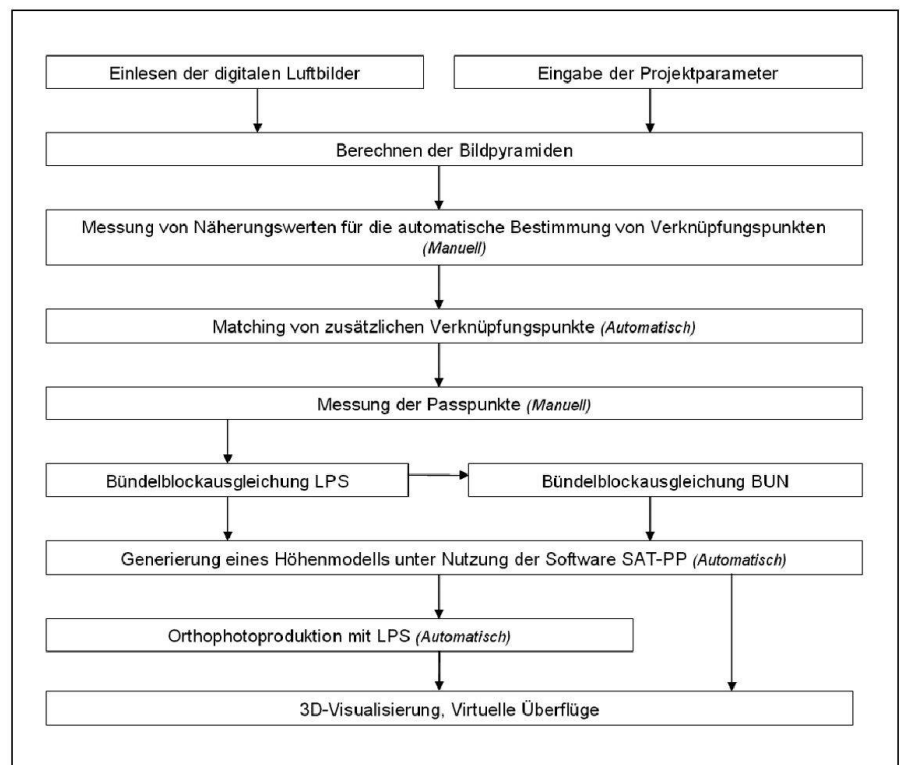 Einlesen der digitalen Luftbilder
Eingabe der Projektparameter
Berechnen der Bildpyramiden
Messung von Näherungswerten für die automatische Bestimmung von Verknüpfungspunkten
(Manuell)
Matching von zusätzlichen Verknüpfungspunkte (Automatisch)
Messung der Passpunkte (Manuell)
Bündelblockausgleichung LPS
Bündelblockausgleichung BUN
Generierung eines Höhenmodells unter Nutzung der Software SAT-PP (Automatisch)
Orthophotoproduktion mit LPS (Automatisch)
3D-Visualisierung, Virtuelle Überflüge